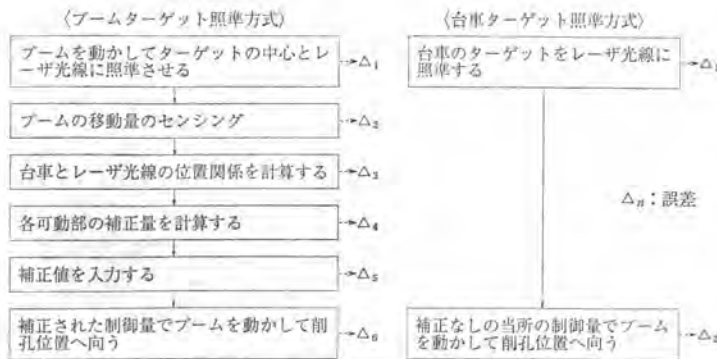 〈ブームターゲット照準方式〉
ブームを動かしてターゲットの中心とレ
ーザ光線に照準させる
→△1
ブームの移動量のセンシング
→△2
台車とレーザ光線の位置関係を計算する
→△3
各可動部の補正量を計算する
→△4
補正値を入力する
→△5
補正された制御量でブームを動かして削
孔位置へ向う
→△6
〈台車ターゲット照準方式〉
台車のターゲットをレーザ光線に
照準する
→△
△n：誤差
補正なしの当所の制御量でブーム
を動かして削孔位置へ向う
→△